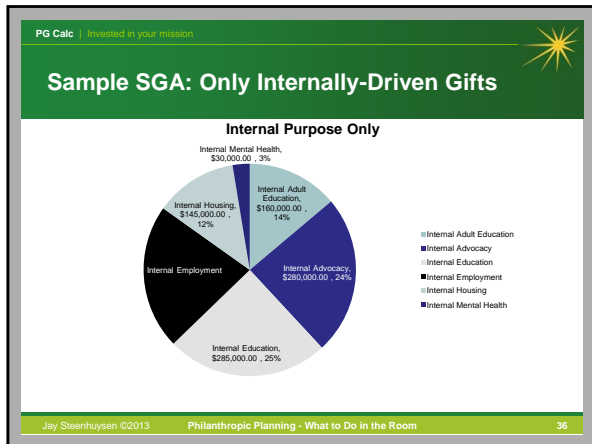 PG Calc | Invested in your mission
Sample SGA: Only Internally-Driven Gifts
Internal Purpose Only
Internal Mental Health,
$30,000.00 , 3%
Internal Adult
Education,
$160,000.00 ,
14%
Internal Housing,
$145,000.00 ,
12%
Internal Employment
Internal Advocacy,
$280,000.00 , 24%
Internal Education,
$285,000.00 , 25%
Internal Adult Education
Internal Advocacy
Internal Education
Internal Employment
Internal Housing
Internal Mental Health
Jay Steenhuysen ©2013 Philanthropic Planning - What to Do in the Room 36